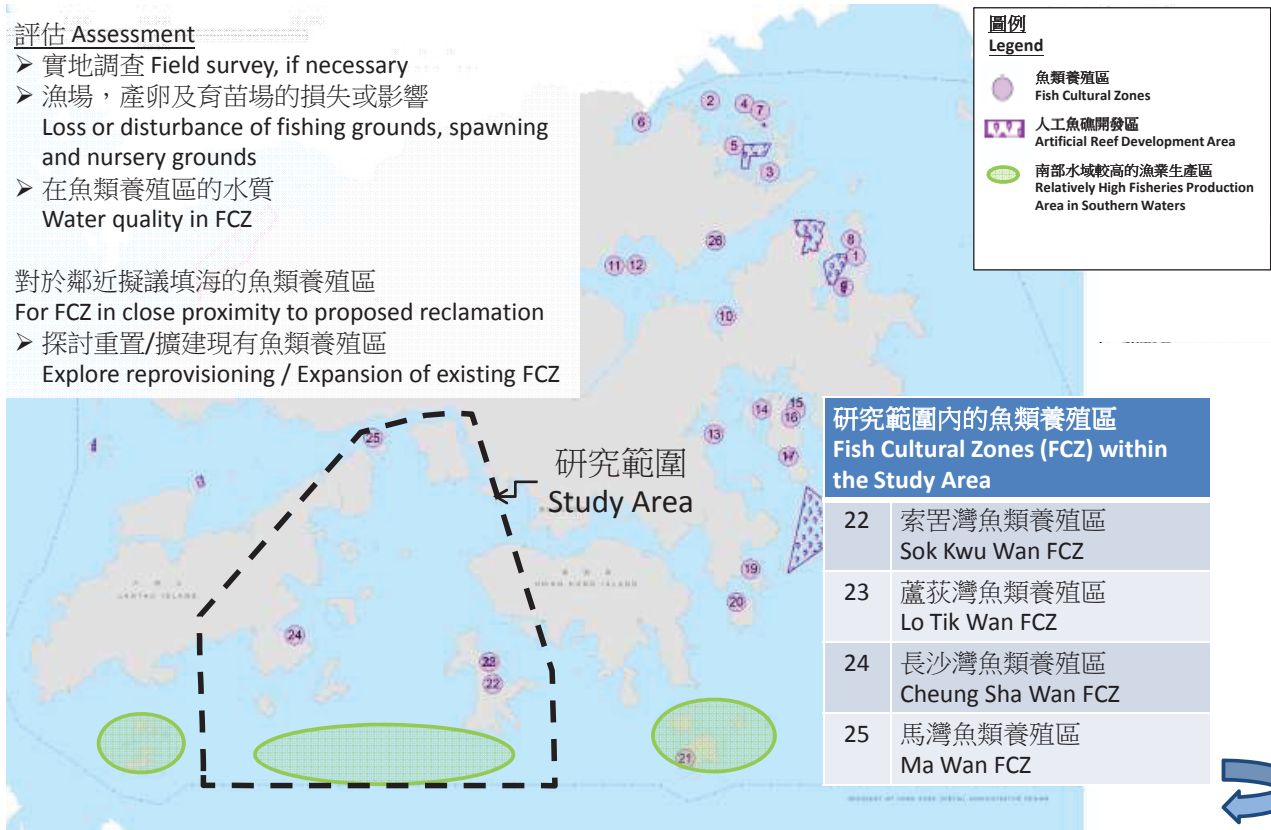 評估 Assessment
➢ 實地調查 Field survey, if necessary
➢ 漁場，產卵及育苗場的損失或影響
Loss or disturbance of fishing grounds, spawning
and nursery grounds
➢ 在魚類養殖區的水質
Water quality in FCZ
對於鄰近擬議填海的魚類養殖區
For FCZ in close proximity to proposed reclamation
➢ 探討重置/擴建現有魚類養殖區
Explore reprovisioning / Expansion of existing FCZ
圖例
Legend
魚類養殖區
Fish Cultural Zones
人工魚礁開發區
Artificial Reef Development Area
南部水域較高的漁業生產區
Relatively High Fisheries Production
Area in Southern Waters
2
4
7
6
5
3
26
8
1
11
12
10
14
15
16
13
17
25
研究範圍
Study Area
19
20
LANTAU ISLAND
HONG KONG ISLAND
24
23
22
21
研究範圍內的魚類養殖區
Fish Cultural Zones (FCZ) within
the Study Area
22 索罟灣魚類養殖區
Sok Kwu Wan FCZ
23 蘆荻灣魚類養殖區
Lo Tik Wan FCZ
24 長沙灣魚類養殖區
Cheung Sha Wan FCZ
25 馬灣魚類養殖區
Ma Wan FCZ